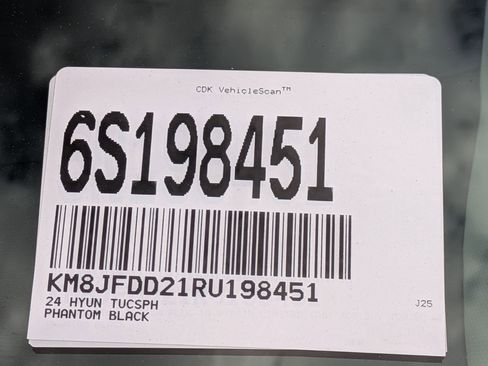 CDK VehicleScan™
6S198451
KM8JFDD21RU198451
24 HYUN TUCSPH
PHANTOM BLACK
J25